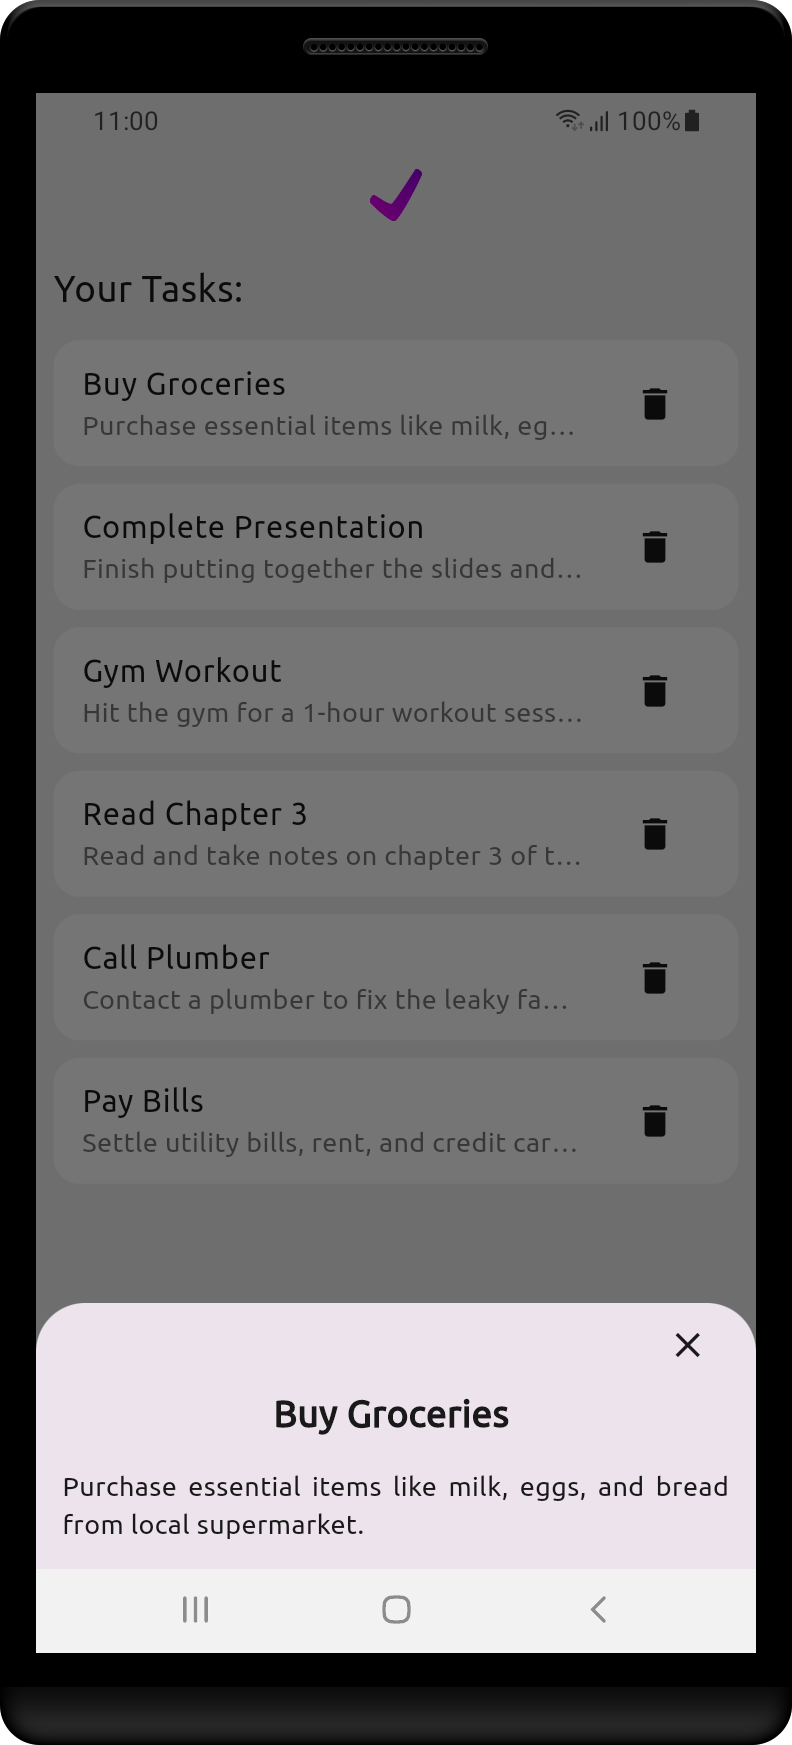 11:00 100%
Your Tasks:
Buy Groceries
Purchase essential items like milk, eg...
Complete Presentation
Finish putting together the slides and...
Gym Workout
Hit the gym for a 1-hour workout sess...
Read Chapter 3
Read and take notes on chapter 3 of t...
Call Plumber
Contact a plumber to fix the leaky fa...
Pay Bills
Settle utility bills, rent, and credit car...
Buy Groceries
Purchase essential items like milk, eggs, and bread
from local supermarket.